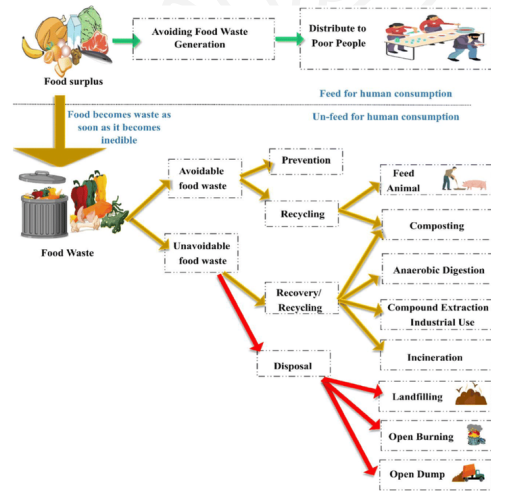 Avoiding Food Waste
Generation
Distribute to
Poor People
Food surplus
Feed for human consumption
Food becomes waste as
soon as it becomes
inedible
Un-feed for human consumption
Avoidable
food waste
Prevention
Recycling
Feed
Animal
Composting
Food Waste
Unavoidable
food waste
Recovery/
Recycling
Anaerobic Digestion
Compound Extraction
Industrial Use
Incineration
Disposal
Landfilling
Open Burning
Open Dump